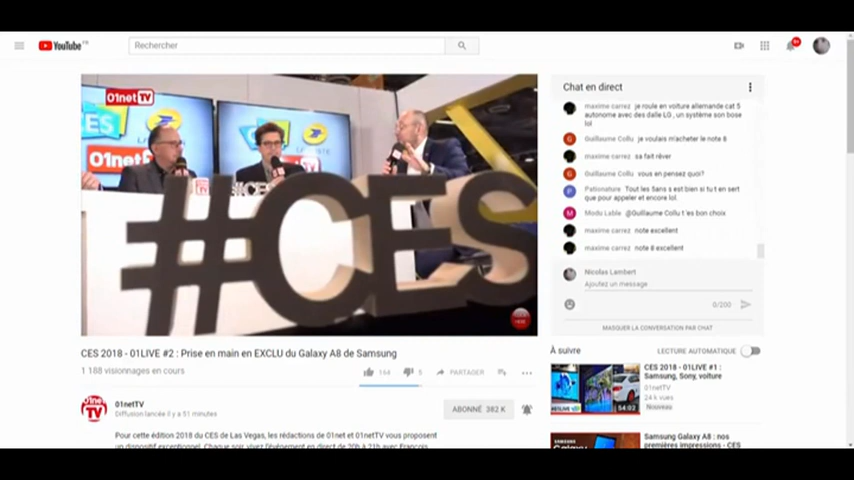 YouTube FR
Rechercher
9+
01net TV
CES
LA POSTE
01net
#CES
#CES
CES 2018 - 01LIVE #2 : Prise en main en EXCLU du Galaxy A8 de Samsung
1 188 visionnages en cours
164
5
PARTAGER
01netTV
Diffusion lancée il y a 51 minutes
ABONNÉ 382 K
Pour cette édition 2018 du CES de Las Vegas, les rédactions de 01net et 01netTV vous proposent
un dispositif exceptionnel. Chaque soir, vivez l'événement en direct de 20h à 21h avec François
Chat en direct
maxime carrez je roule en voiture allemande cat 5
autonome avec des dalle LG , un système son bose
lol
G Guillaume Collu je voulais m'acheter le note 8
maxime carrez sa fait rêver
G Guillaume Collu vous en pensez quoi?
P Pationature Tout les Sans s est bien si tu t en sert
que pour appeler et encore lol.
M Modu Lable @Guillaume Collu t 'es bon choix
maxime carrez note excellent
maxime carrez note 8 excellent
Nicolas Lambert
Ajoutez un message
0/200
MASQUER LA CONVERSATION PAR CHAT
À suivre
LECTURE AUTOMATIQUE
CES 2018 - 01LIVE #1 :
Samsung, Sony, voiture
01netTV
24 k vues
Nouveau
54:02
Samsung Galaxy A8 : nos
premières impressions - CES